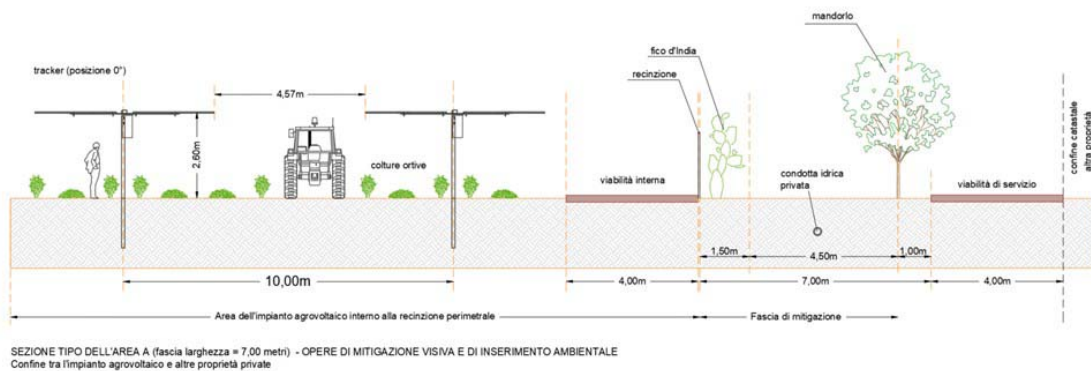 mandorlo
fico d'India
recinzione
tracker (posizione 0°)
4,57m
2,60m
colture ortive
viabilità interna
condotta idrica
privata
viabilità di servizio
confine catastale
altra proprietà
1,50m
4,50m
1,00m
10,00m
4,00m
7,00m
4,00m
Area dell'impianto agrovoltaico interno alla recinzione perimetrale
Fascia di mitigazione
SEZIONE TIPO DELL'AREA A (fascia larghezza = 7,00 metri) - OPERE DI MITIGAZIONE VISIVA E DI INSERIMENTO AMBIENTALE
Confine tra l'impianto agrovoltaico e altre proprietà private